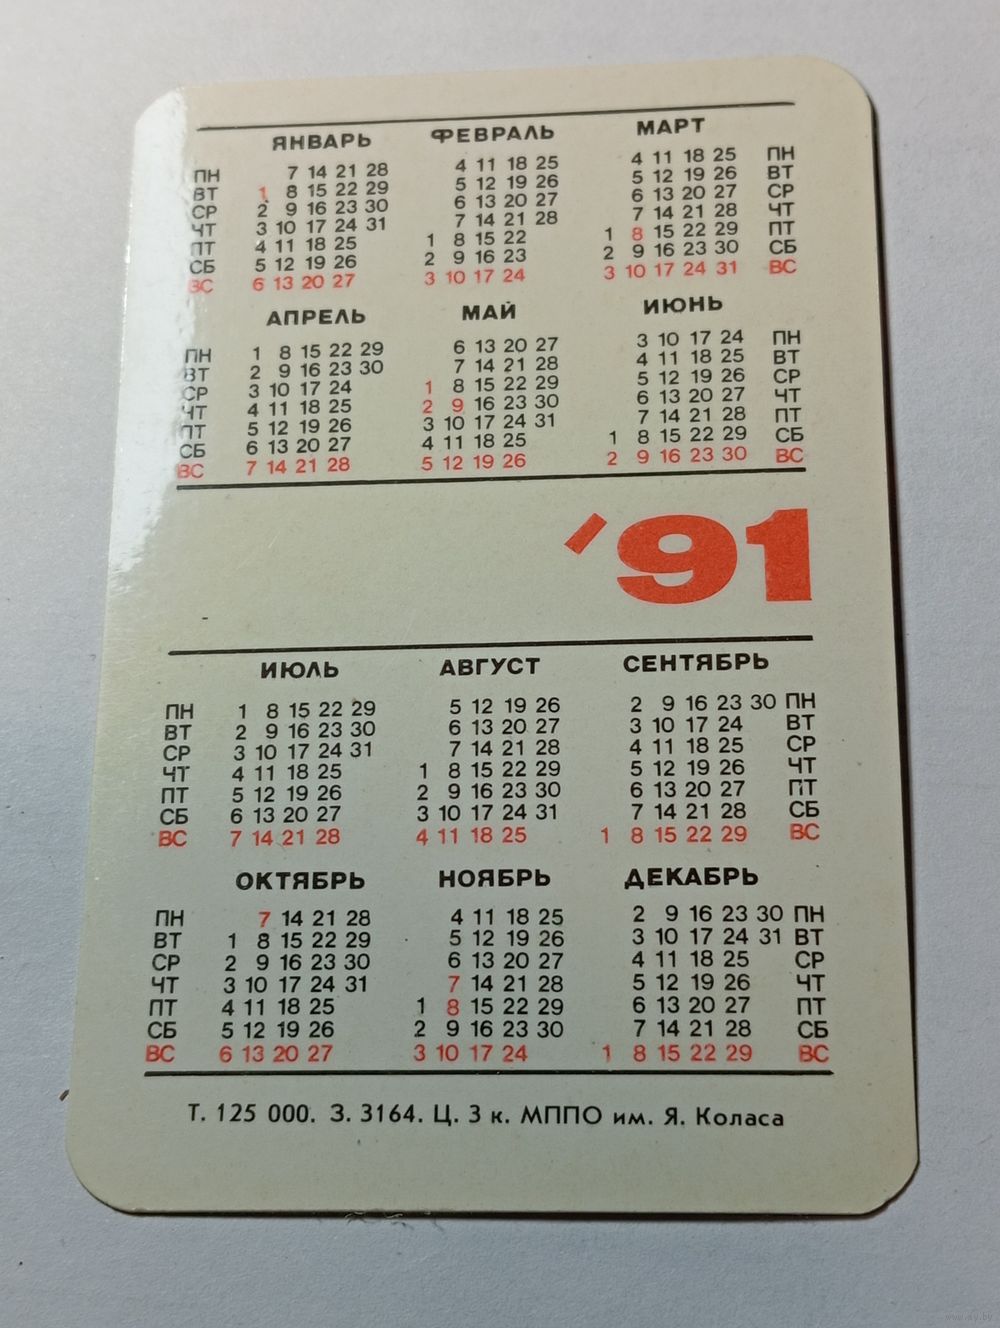 ЯНВАРЬ ФЕВРАЛЬ МАРТ
ПН 7 14 21 28 4 11 18 25 4 11 18 25 ПН
ВТ 1 8 15 22 29 5 12 19 26 5 12 19 26 ВТ
СР 2 9 16 23 30 6 13 20 27 6 13 20 27 СР
ЧТ 3 10 17 24 31 7 14 21 28 7 14 21 28 ЧТ
ПТ 4 11 18 25 1 8 15 22 1 8 15 22 29 ПТ
СБ 5 12 19 26 2 9 16 23 2 9 16 23 30 СБ
ВС 6 13 20 27 3 10 17 24 3 10 17 24 31 ВС
АПРЕЛЬ МАЙ ИЮНЬ
ПН 1 8 15 22 29 6 13 20 27 3 10 17 24 ПН
ВТ 2 9 16 23 30 7 14 21 28 4 11 18 25 ВТ
СР 3 10 17 24 1 8 15 22 29 5 12 19 26 СР
ЧТ 4 11 18 25 2 9 16 23 30 6 13 20 27 ЧТ
ПТ 5 12 19 26 3 10 17 24 31 7 14 21 28 ПТ
СБ 6 13 20 27 4 11 18 25 1 8 15 22 29 СБ
ВС 7 14 21 28 5 12 19 26 2 9 16 23 30 ВС
'91
ИЮЛЬ АВГУСТ СЕНТЯБРЬ
ПН 1 8 15 22 29 5 12 19 26 2 9 16 23 30 ПН
ВТ 2 9 16 23 30 6 13 20 27 3 10 17 24 ВТ
СР 3 10 17 24 31 7 14 21 28 4 11 18 25 СР
ЧТ 4 11 18 25 1 8 15 22 29 5 12 19 26 ЧТ
ПТ 5 12 19 26 2 9 16 23 30 6 13 20 27 ПТ
СБ 6 13 20 27 3 10 17 24 31 7 14 21 28 СБ
ВС 7 14 21 28 4 11 18 25 1 8 15 22 29 ВС
ОКТЯБРЬ НОЯБРЬ ДЕКАБРЬ
ПН 7 14 21 28 4 11 18 25 2 9 16 23 30 ПН
ВТ 1 8 15 22 29 5 12 19 26 3 10 17 24 31 ВТ
СР 2 9 16 23 30 6 13 20 27 4 11 18 25 СР
ЧТ 3 10 17 24 31 7 14 21 28 5 12 19 26 ЧТ
ПТ 4 11 18 25 1 8 15 22 29 6 13 20 27 ПТ
СБ 5 12 19 26 2 9 16 23 30 7 14 21 28 СБ
ВС 6 13 20 27 3 10 17 24 1 8 15 22 29 ВС
Т. 125 000. З. 3164. Ц. 3 к. МППО им. Я. Коласа